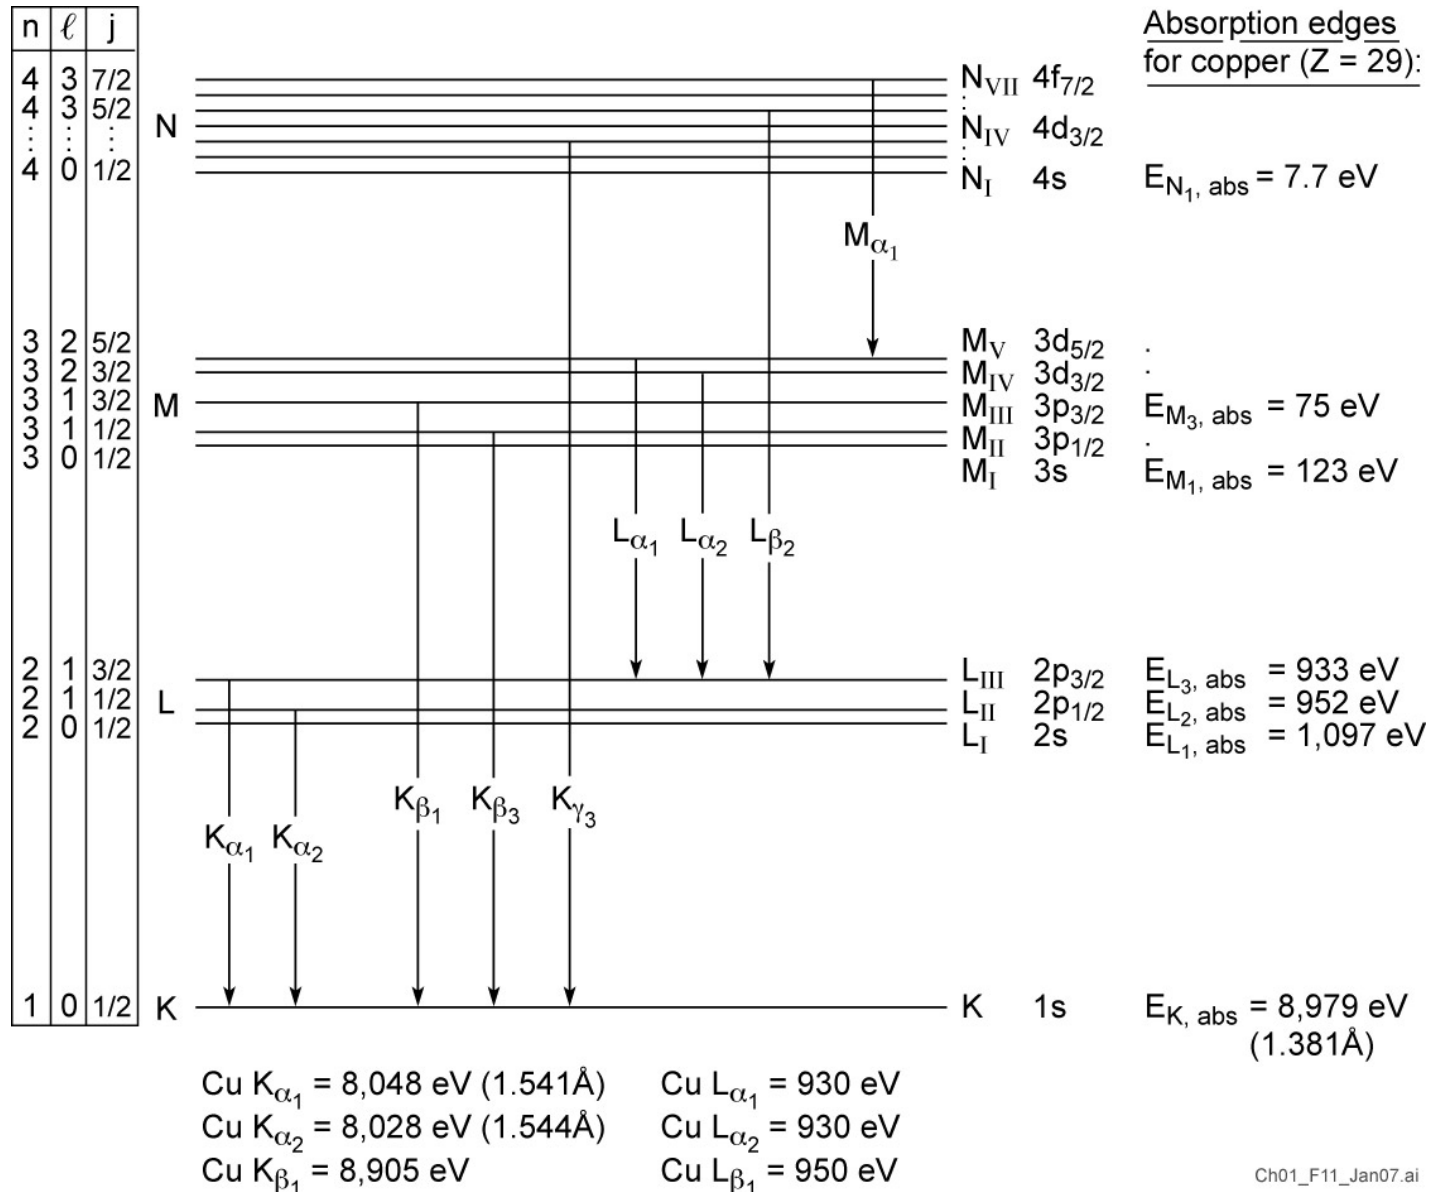 n ℓ j
Absorption edges
for copper (Z = 29):
4 3 7/2
4 3 5/2
⋮ ⋮ ⋮
4 0 1/2
N
N_VII 4f_7/2
⋮
N_IV 4d_3/2
⋮
N_I 4s E_N1, abs = 7.7 eV
M_α1
3 2 5/2
3 2 3/2
3 1 3/2
3 1 1/2
3 0 1/2
M
M_V 3d_5/2 .
M_IV 3d_3/2 .
M_III 3p_3/2 E_M3, abs = 75 eV
M_II 3p_1/2 .
M_I 3s E_M1, abs = 123 eV
L_α1 L_α2 L_β2
2 1 3/2
2 1 1/2
2 0 1/2
L
L_III 2p_3/2 E_L3, abs = 933 eV
L_II 2p_1/2 E_L2, abs = 952 eV
L_I 2s E_L1, abs = 1,097 eV
K_β1 K_β3 K_γ3
K_α1 K_α2
1 0 1/2 K K 1s E_K, abs = 8,979 eV
(1.381Å)
Cu K_α1 = 8,048 eV (1.541Å)
Cu K_α2 = 8,028 eV (1.544Å)
Cu K_β1 = 8,905 eV
Cu L_α1 = 930 eV
Cu L_α2 = 930 eV
Cu L_β1 = 950 eV
Ch01_F11_Jan07.ai